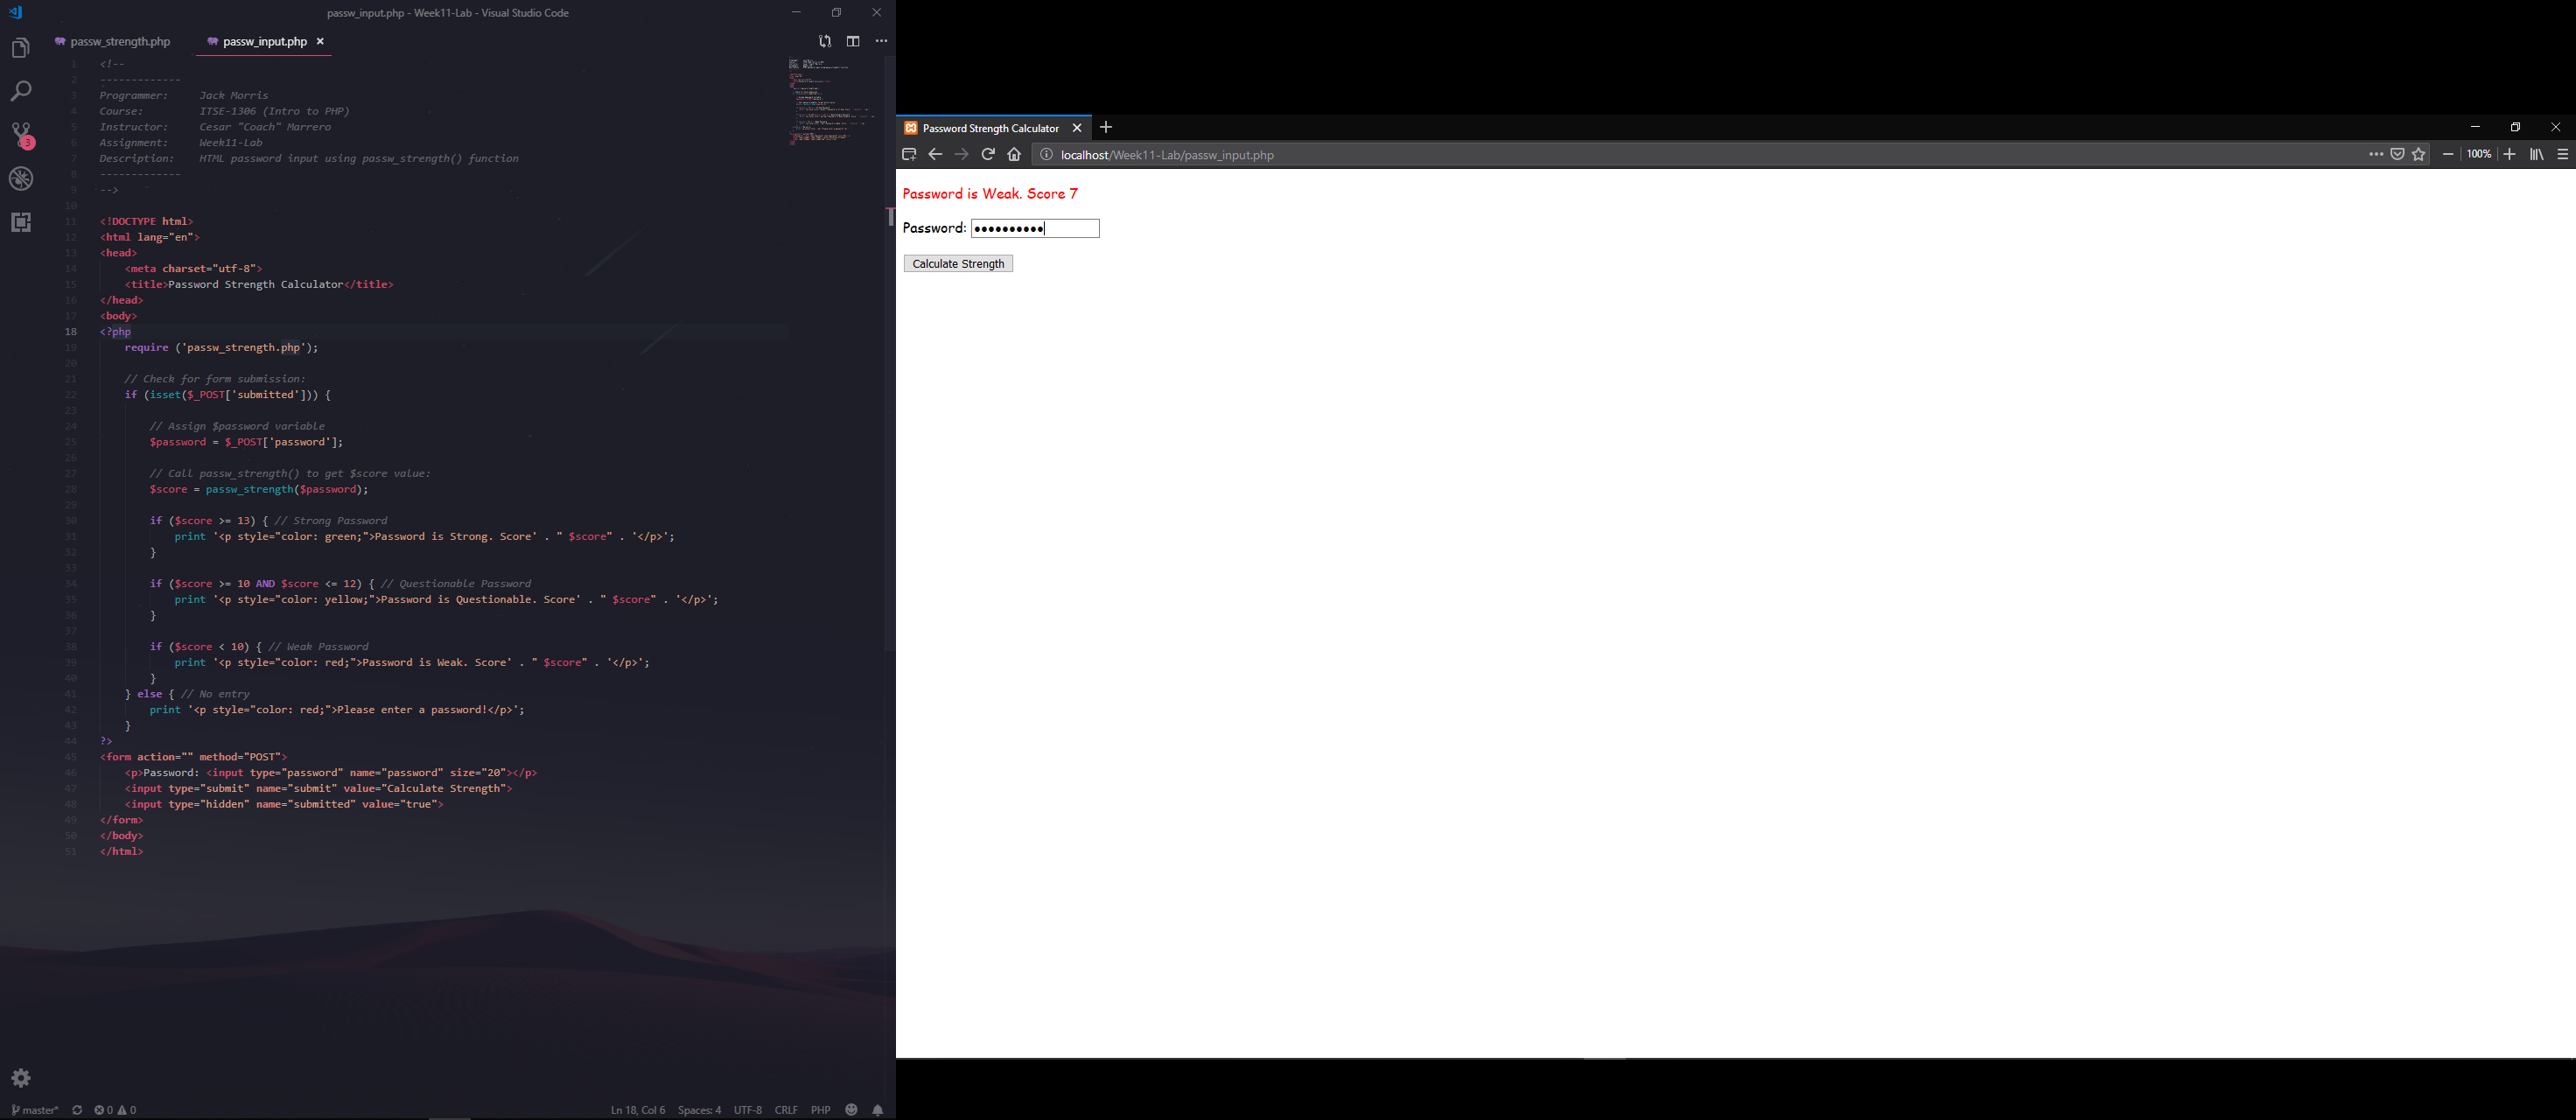 passw_input.php - Week11-Lab - Visual Studio Code
passw_strength.php
passw_input.php
3
1 <!--
2 -------------
3 Programmer: Jack Morris
4 Course: ITSE-1306 (Intro to PHP)
5 Instructor: Cesar "Coach" Marrero
6 Assignment: Week11-Lab
7 Description: HTML password input using passw_strength() function
8 -------------
9 -->
10
11 <!DOCTYPE html>
12 <html lang="en">
13 <head>
14 <meta charset="utf-8">
15 <title>Password Strength Calculator</title>
16 </head>
17 <body>
18 <?php
19 require ('passw_strength.php');
20
21 // Check for form submission:
22 if (isset($_POST['submitted'])) {
23
24 // Assign $password variable
25 $password = $_POST['password'];
26
27 // Call passw_strength() to get $score value:
28 $score = passw_strength($password);
29
30 if ($score >= 13) { // Strong Password
31 print '<p style="color: green;">Password is Strong. Score' . " $score" . '</p>';
32 }
33
34 if ($score >= 10 AND $score <= 12) { // Questionable Password
35 print '<p style="color: yellow;">Password is Questionable. Score' . " $score" . '</p>';
36 }
37
38 if ($score < 10) { // Weak Password
39 print '<p style="color: red;">Password is Weak. Score' . " $score" . '</p>';
40 }
41 } else { // No entry
42 print '<p style="color: red;">Please enter a password!</p>';
43 }
44 ?>
45 <form action="" method="POST">
46 <p>Password: <input type="password" name="password" size="20"></p>
47 <input type="submit" name="submit" value="Calculate Strength">
48 <input type="hidden" name="submitted" value="true">
49 </form>
50 </body>
51 </html>
master* 0 0 Ln 18, Col 6 Spaces: 4 UTF-8 CRLF PHP
Password Strength Calculator
localhost/Week11-Lab/passw_input.php 100%
Password is Weak. Score 7
Password: ••••••••••
Calculate Strength